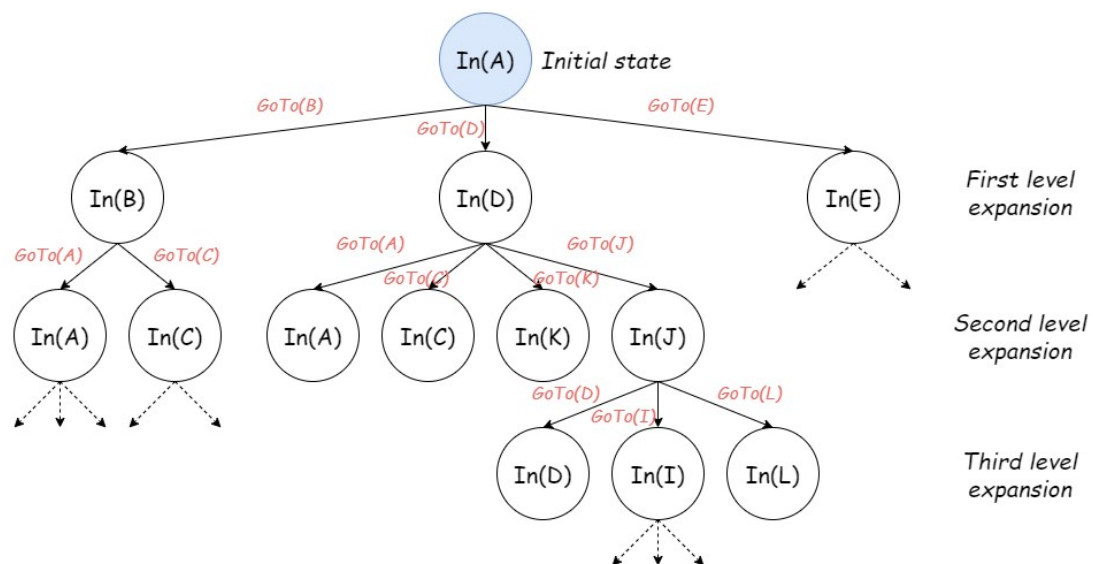 In(A) Initial state
GoTo(B)
GoTo(D)
GoTo(E)
In(B)
In(D)
In(E)
First level
expansion
GoTo(A)
GoTo(C)
GoTo(A)
GoTo(C)
GoTo(K)
GoTo(J)
In(A)
In(C)
In(A)
In(C)
In(K)
In(J)
Second level
expansion
GoTo(D)
GoTo(I)
GoTo(L)
In(D)
In(I)
In(L)
Third level
expansion